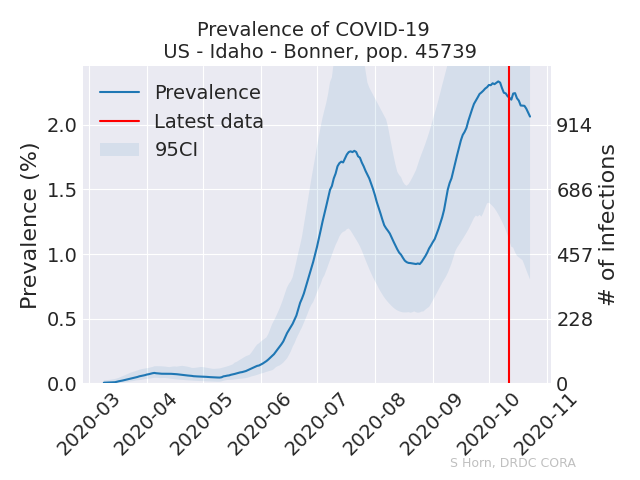 Prevalence of COVID-19
US - Idaho - Bonner, pop. 45739
Prevalence
Latest data
95CI
Prevalence (%)
2.0
1.5
1.0
0.5
0.0
914
686
457
228
0
# of infections
2020-03
2020-04
2020-05
2020-06
2020-07
2020-08
2020-09
2020-10
2020-11
S Horn, DRDC CORA